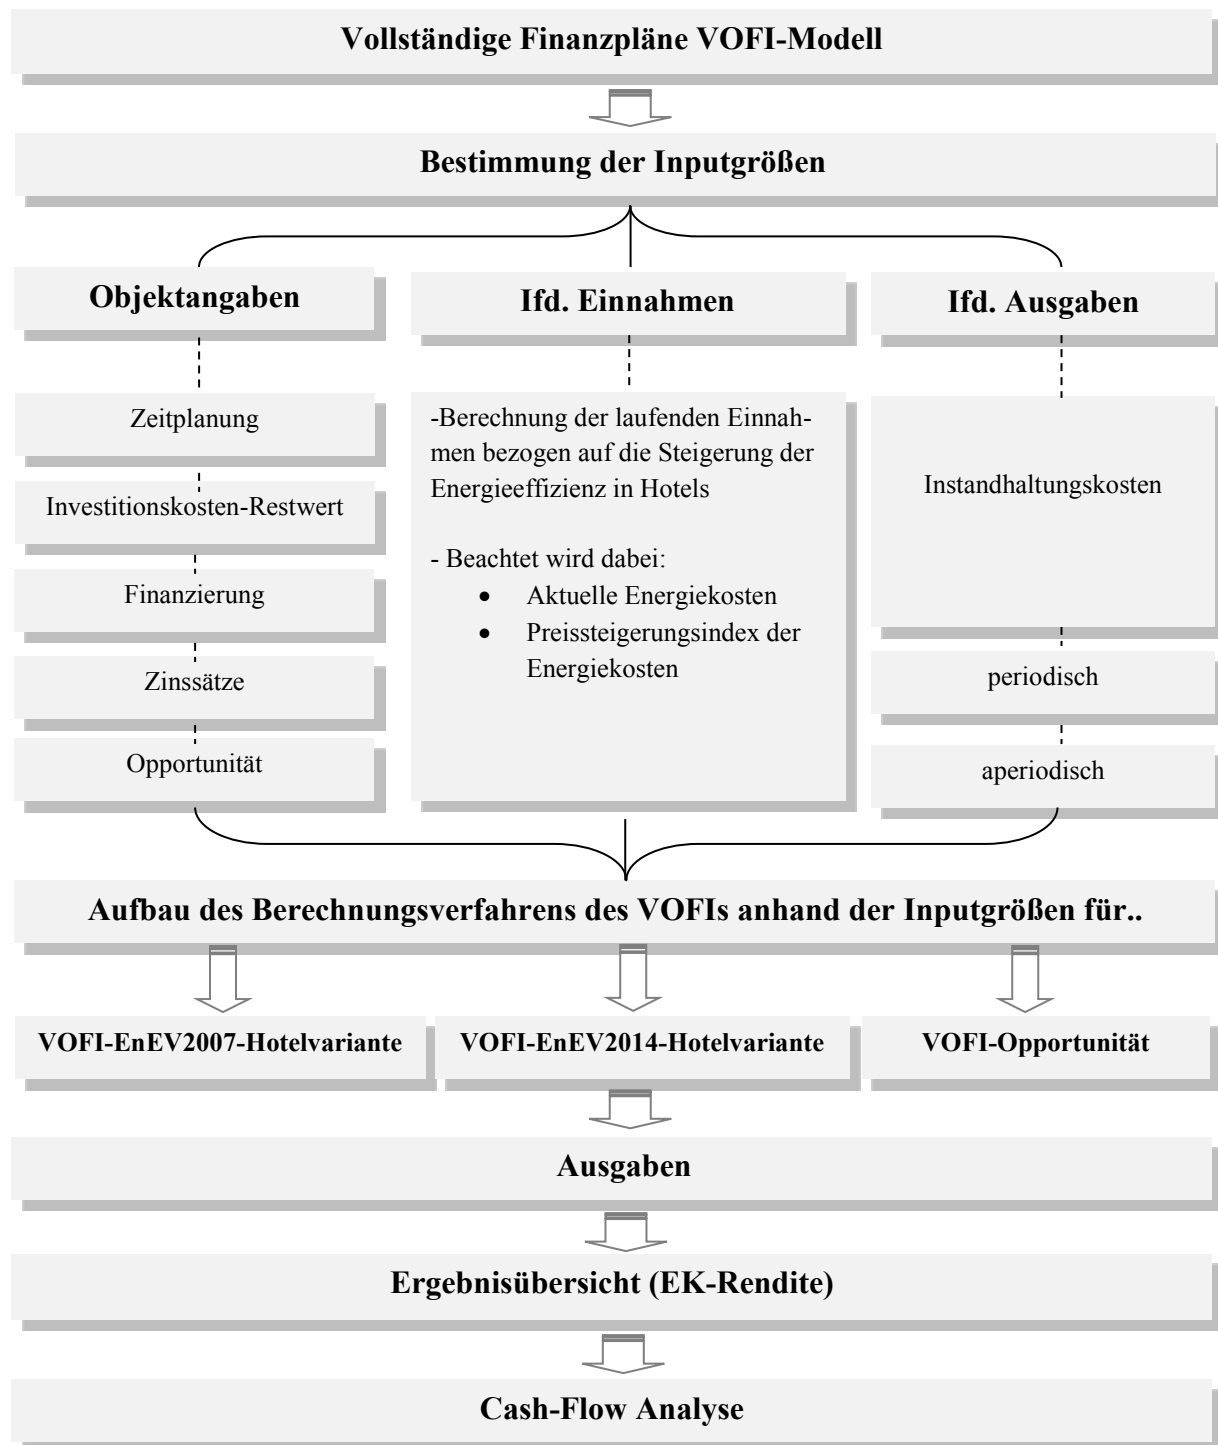 Vollständige Finanzpläne VOFI-Modell
Bestimmung der Inputgrößen
Objektangaben
Zeitplanung
Investitionskosten-Restwert
Finanzierung
Zinssätze
Opportunität
Ifd. Einnahmen
-Berechnung der laufenden Einnah-
men bezogen auf die Steigerung der
Energieeffizienz in Hotels
- Beachtet wird dabei:
• Aktuelle Energiekosten
• Preissteigerungsindex der
Energiekosten
Ifd. Ausgaben
Instandhaltungskosten
periodisch
aperiodisch
Aufbau des Berechnungsverfahrens des VOFIs anhand der Inputgrößen für..
VOFI-EnEV2007-Hotelvariante
VOFI-EnEV2014-Hotelvariante
VOFI-Opportunität
Ausgaben
Ergebnisübersicht (EK-Rendite)
Cash-Flow Analyse